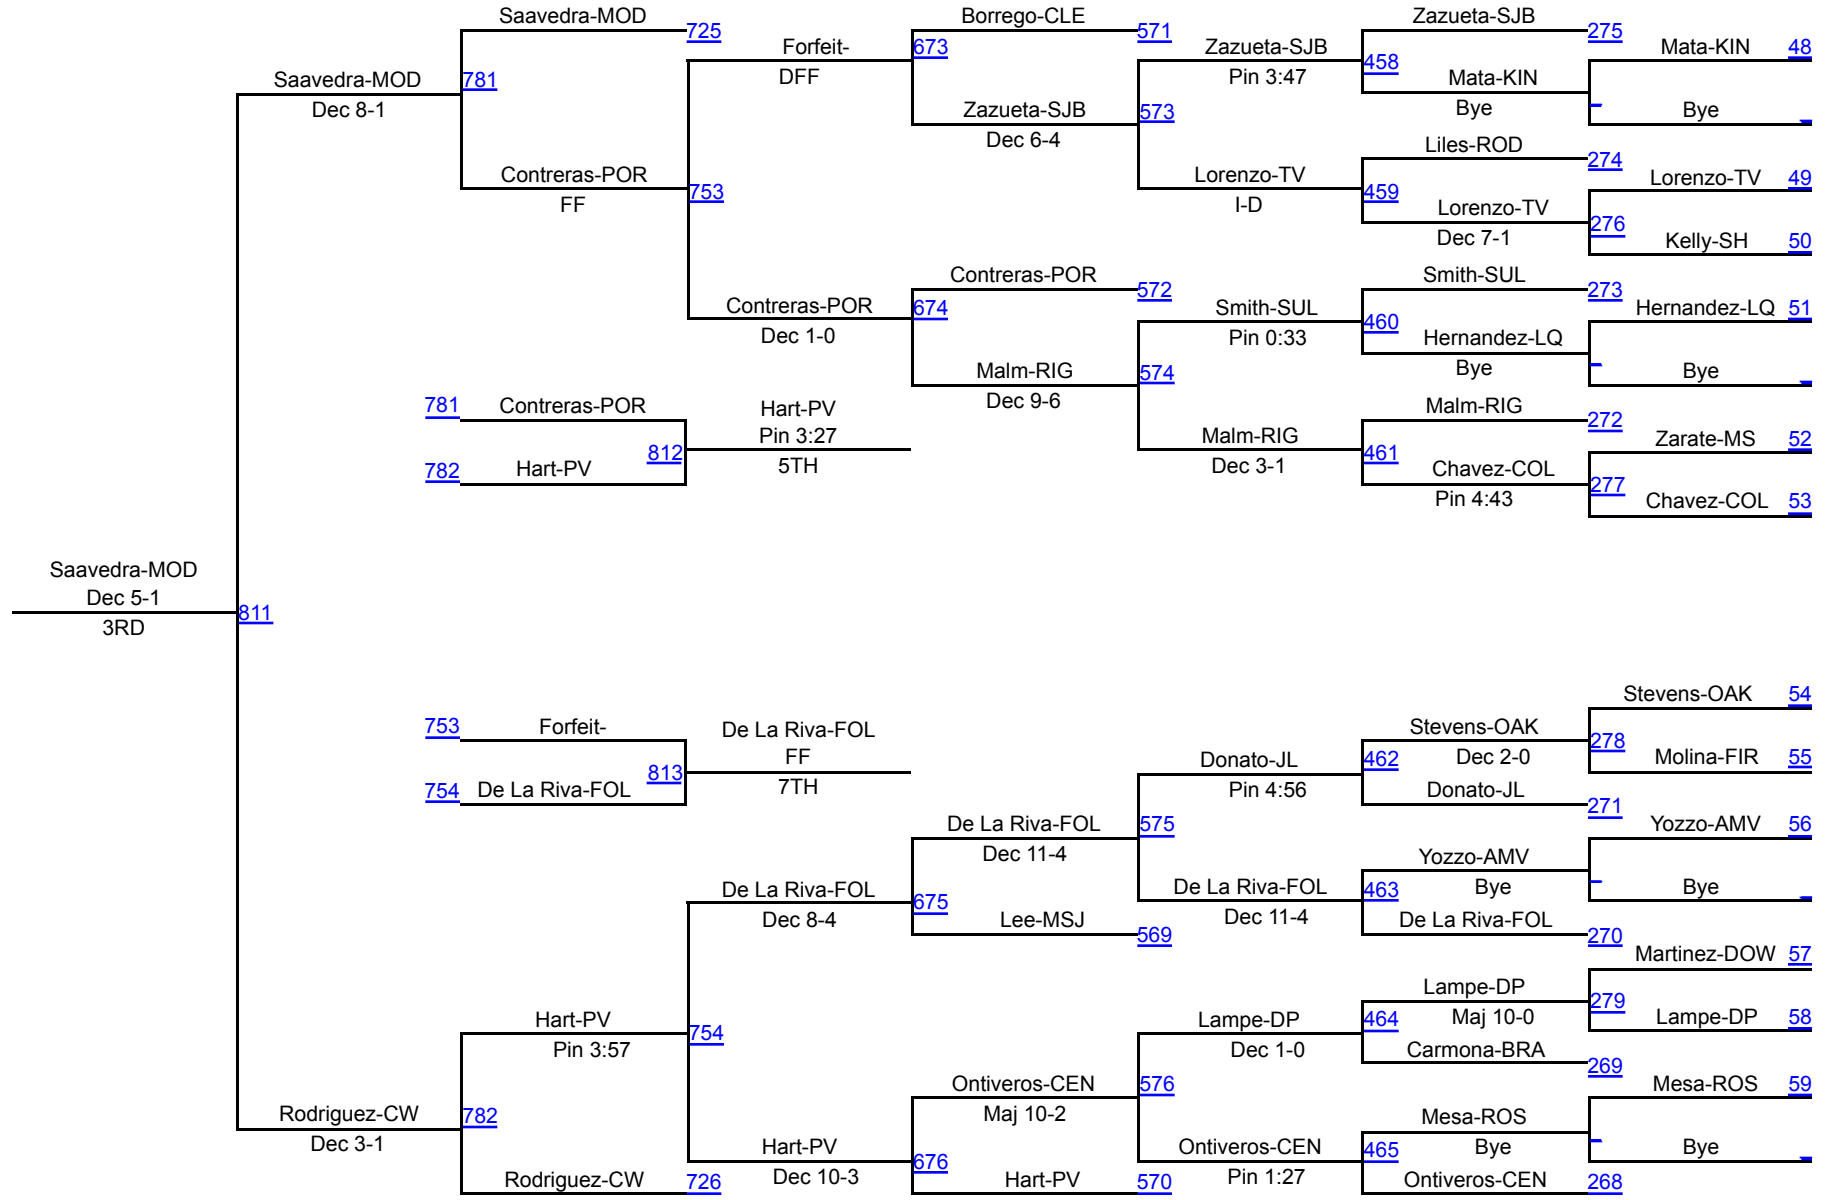 Saavedra-MOD
725
Borrego-CLE
571
Zazueta-SJB
275
Forfeit-
673
DFF
Zazueta-SJB
Pin 3:47
458
Mata-KIN
48
Saavedra-MOD
781
Dec 8-1
Mata-KIN
Bye
Bye
Zazueta-SJB
573
Dec 6-4
Liles-ROD
274
Contreras-POR
FF
753
Lorenzo-TV
I-D
459
Lorenzo-TV
49
Lorenzo-TV
276
Dec 7-1
Kelly-SH
50
Contreras-POR
572
Smith-SUL
273
Contreras-POR
674
Dec 1-0
Smith-SUL
Pin 0:33
460
Hernandez-LQ
51
Hernandez-LQ
Bye
Bye
Malm-RIG
574
Dec 9-6
781
Contreras-POR
Hart-PV
Pin 3:27
812
5TH
782
Hart-PV
Malm-RIG
272
Malm-RIG
461
Dec 3-1
Zarate-MS
52
Chavez-COL
277
Pin 4:43
Chavez-COL
53
Saavedra-MOD
Dec 5-1
811
3RD
Stevens-OAK
54
753
Forfeit-
De La Riva-FOL
FF
813
7TH
754
De La Riva-FOL
Stevens-OAK
278
Dec 2-0
Molina-FIR
55
Donato-JL
462
Pin 4:56
Donato-JL
271
De La Riva-FOL
575
Dec 11-4
Yozzo-AMV
56
Yozzo-AMV
Bye
Bye
De La Riva-FOL
675
Dec 8-4
De La Riva-FOL
463
Dec 11-4
Lee-MSJ
569
De La Riva-FOL
270
Martinez-DOW
57
Lampe-DP
279
Maj 10-0
Lampe-DP
58
Hart-PV
754
Pin 3:57
Lampe-DP
464
Dec 1-0
Carmona-BRA
269
Ontiveros-CEN
576
Maj 10-2
Mesa-ROS
59
Rodriguez-CW
782
Dec 3-1
Mesa-ROS
Bye
Bye
Hart-PV
676
Dec 10-3
Ontiveros-CEN
465
Pin 1:27
Rodriguez-CW
726
Hart-PV
570
Ontiveros-CEN
268